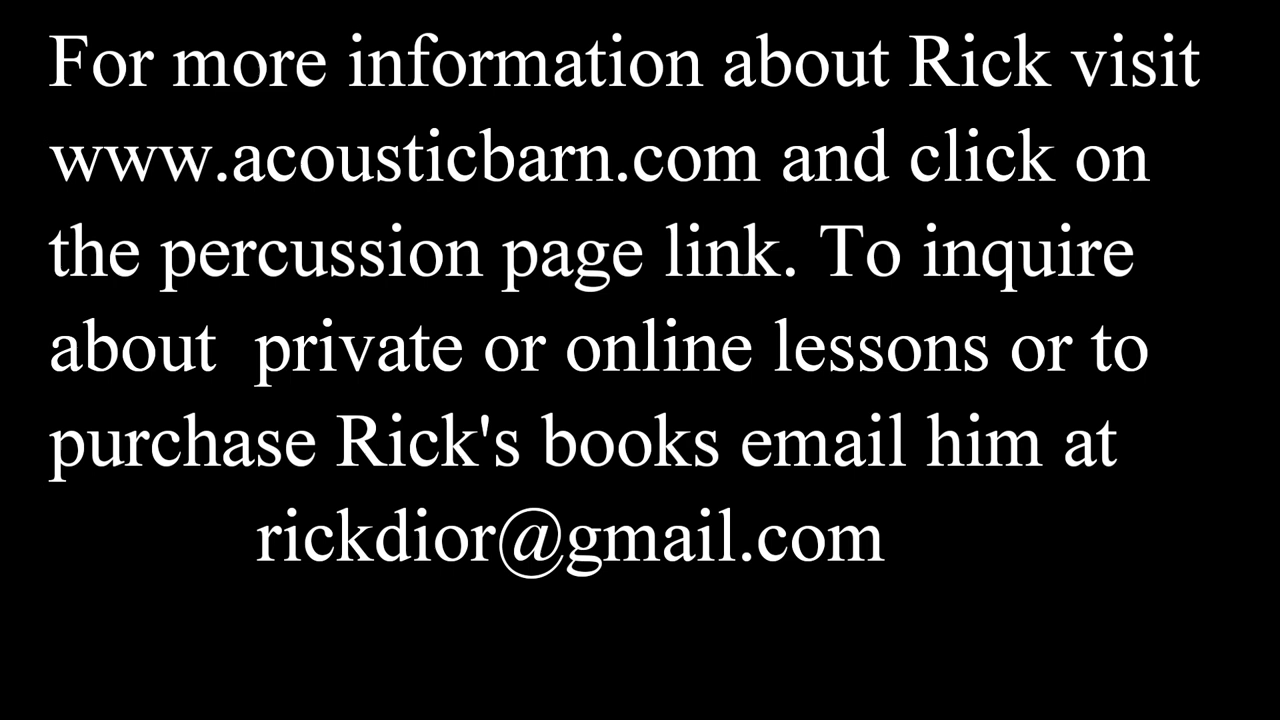 For more information about Rick visit
www.acousticbarn.com and click on
the percussion page link. To inquire
about  private or online lessons or to
purchase Rick's books email him at
rickdior@gmail.com